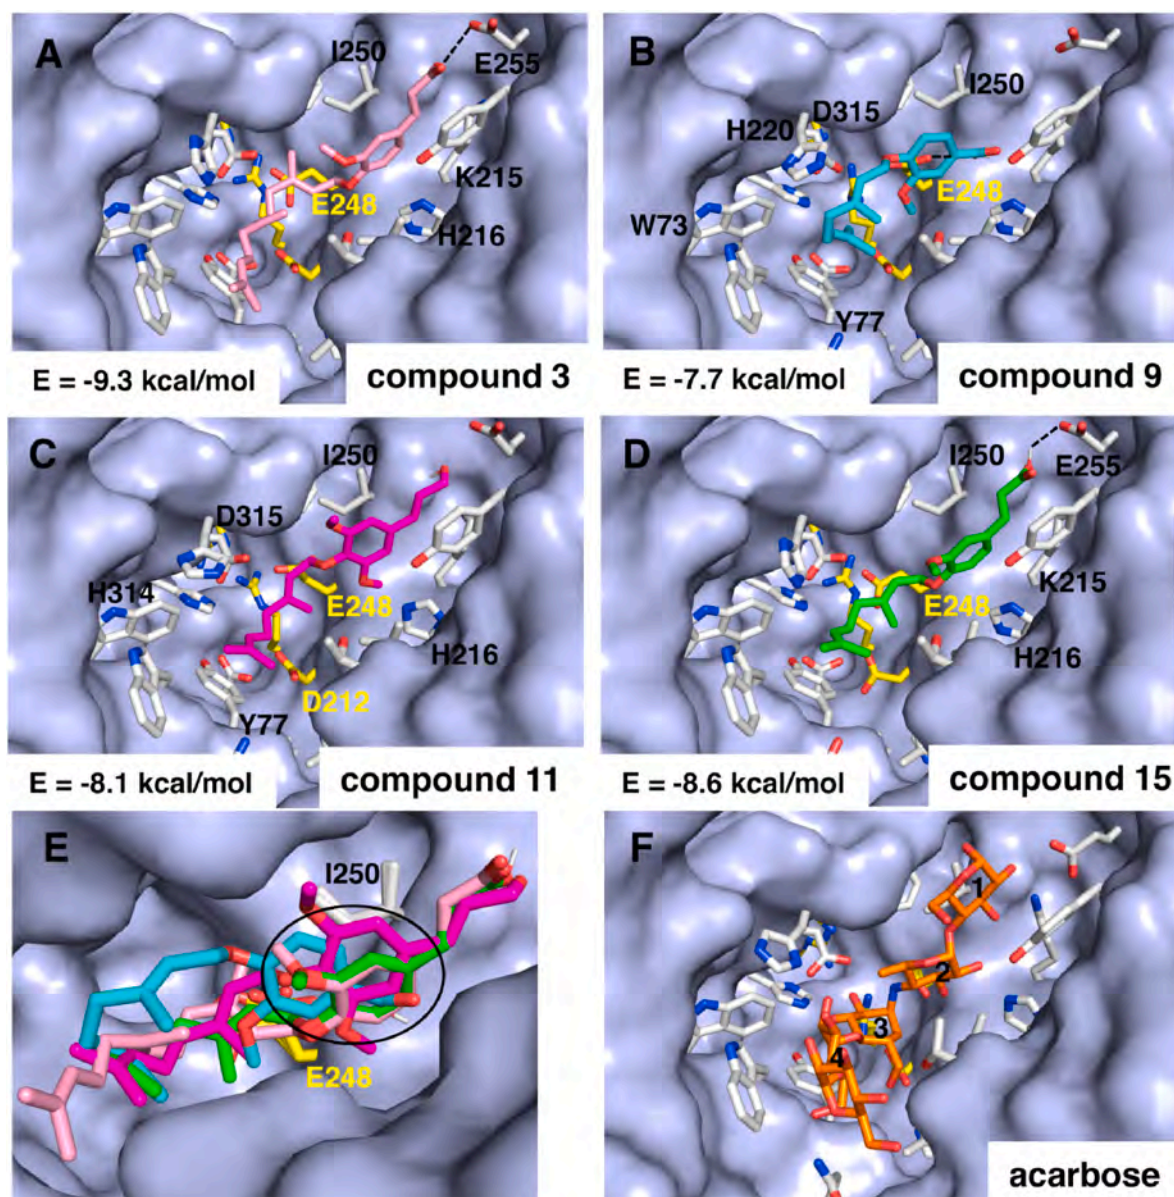 A
I250
E255
E248
K215
H216
E = -9.3 kcal/mol
compound 3
B
I250
D315
H220
E248
W73
Y77
E = -7.7 kcal/mol
compound 9
C
I250
D315
H314
E248
H216
D212
Y77
E = -8.1 kcal/mol
compound 11
D
I250
E255
K215
E248
H216
E = -8.6 kcal/mol
compound 15
E
I250
E248
F
1
2
3
4
acarbose